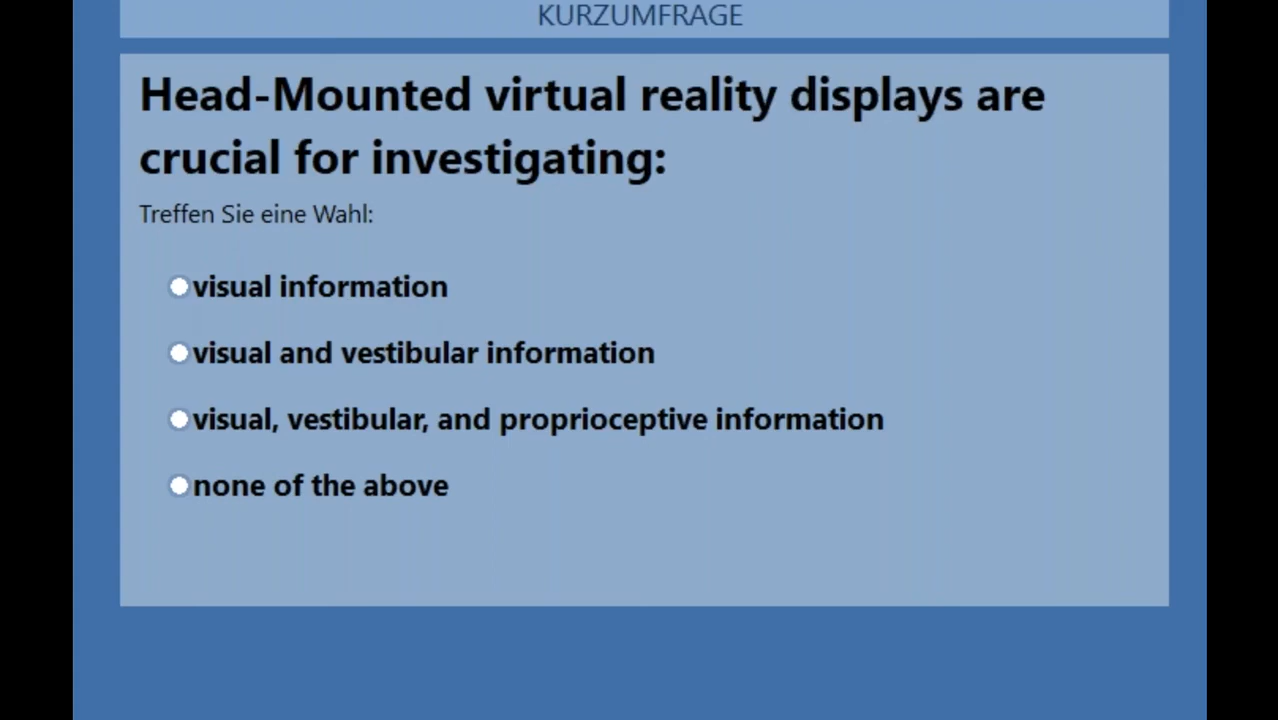 KURZUMFRAGE
Head-Mounted virtual reality displays are
crucial for investigating:
Treffen Sie eine Wahl:
visual information
visual and vestibular information
visual, vestibular, and proprioceptive information
none of the above